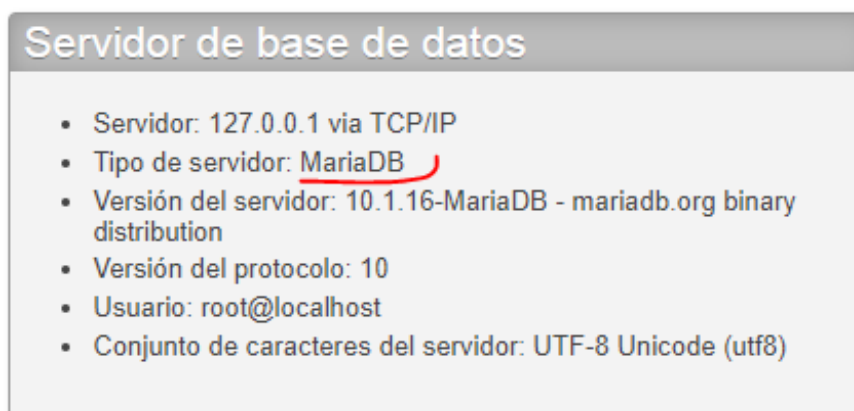 Servidor de base de datos
• Servidor: 127.0.0.1 via TCP/IP
• Tipo de servidor: MariaDB
• Versión del servidor: 10.1.16-MariaDB - mariadb.org binary
distribution
• Versión del protocolo: 10
• Usuario: root@localhost
• Conjunto de caracteres del servidor: UTF-8 Unicode (utf8)